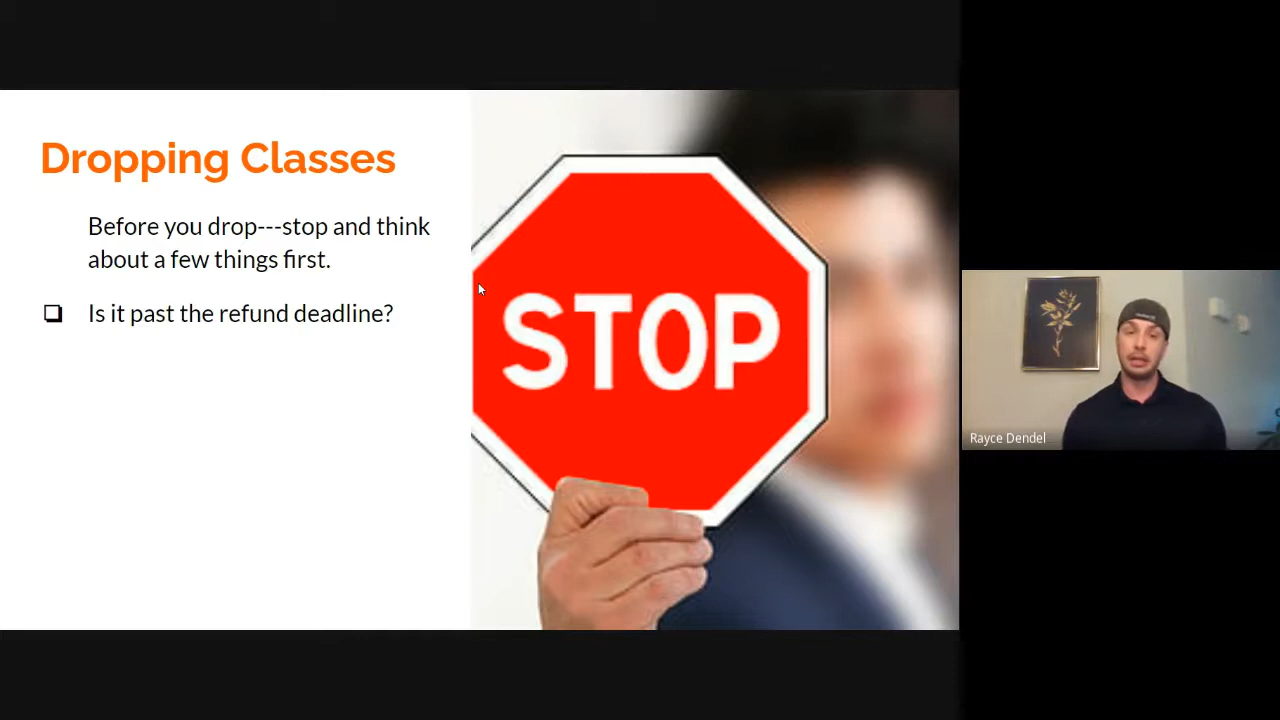 Dropping Classes
Before you drop---stop and think
about a few things first.
❑ Is it past the refund deadline?
STOP
Rayce Dendel